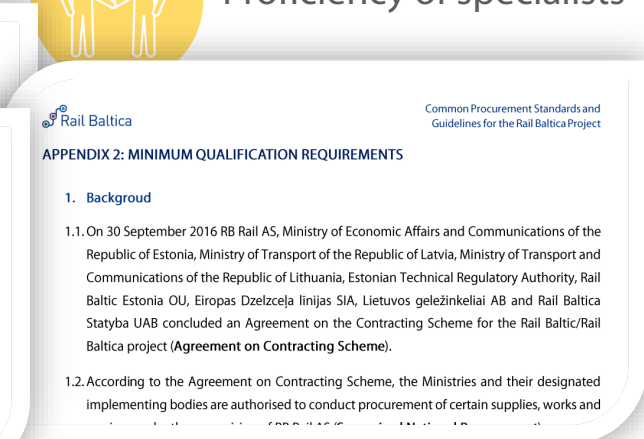 Proficiency of specialists
Rail Baltica
Common Procurement Standards and
Guidelines for the Rail Baltica Project
APPENDIX 2: MINIMUM QUALIFICATION REQUIREMENTS
1. Backgroud
1.1. On 30 September 2016 RB Rail AS, Ministry of Economic Affairs and Communications of the
Republic of Estonia, Ministry of Transport of the Republic of Latvia, Ministry of Transport and
Communications of the Republic of Lithuania, Estonian Technical Regulatory Authority, Rail
Baltic Estonia OU, Eiropas Dzelzceļa linijas SIA, Lietuvos geležinkeliai AB and Rail Baltica
Statyba UAB concluded an Agreement on the Contracting Scheme for the Rail Baltic/Rail
Baltica project (Agreement on Contracting Scheme).
1.2. According to the Agreement on Contracting Scheme, the Ministries and their designated
implementing bodies are authorised to conduct procurement of certain supplies, works and